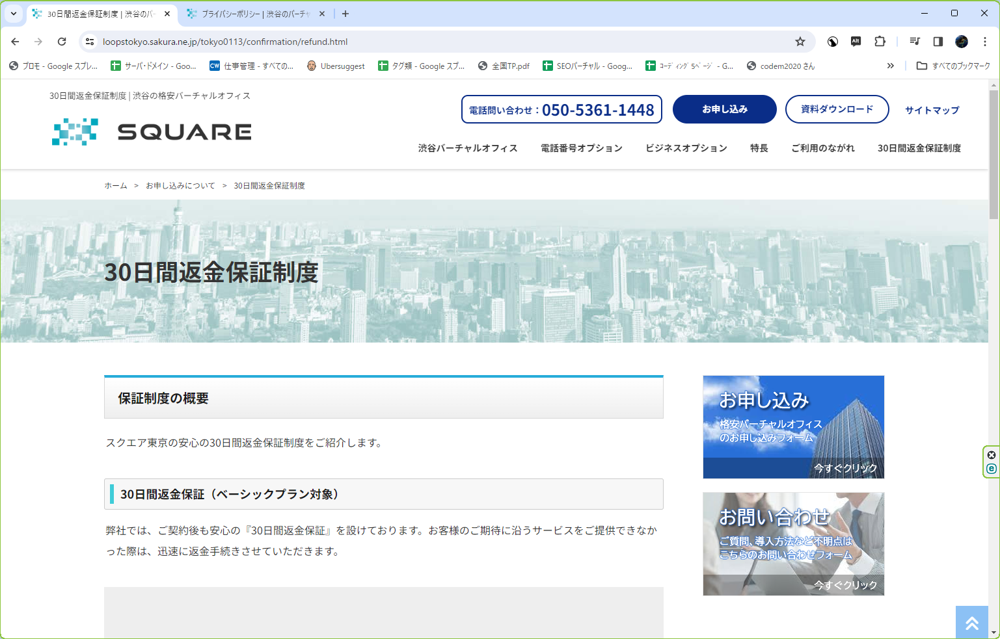 30日間返金保証制度 | 渋谷のバー
プライバシーポリシー | 渋谷のバーチャ
loopstokyo.sakura.ne.jp/tokyo0113/confirmation/refund.html
Alt
プロモ - Google スプレ...
サーバ・ドメイン - Goo...
CW
仕事管理 - すべての...
Ubersuggest
タグ類 - Google スプ...
全国TP.pdf
SEOバーチャル - Goog...
コーディング 5ページ - G...
codem2020 さん
すべてのブックマーク
30日間返金保証制度 | 渋谷の格安バーチャルオフィス
SQUARE
電話問い合わせ：050-5361-1448
お申し込み
資料ダウンロード
サイトマップ
渋谷バーチャルオフィス
電話番号オプション
ビジネスオプション
特長
ご利用のながれ
30日間返金保証制度
ホーム > お申し込みについて > 30日間返金保証制度
30日間返金保証制度
保証制度の概要
スクエア東京の安心の30日間返金保証制度をご紹介します。
30日間返金保証（ベーシックプラン対象）
弊社では、ご契約後も安心の『30日間返金保証』を設けております。お客様のご期待に沿うサービスをご提供できなか
った際は、迅速に返金手続きさせていただきます。
お申し込み
格安バーチャルオフィス
のお申し込みフォーム
今すぐクリック
お問い合わせ
ご質問、導入方法など不明点は
こちらのお問い合わせフォーム
今すぐクリック